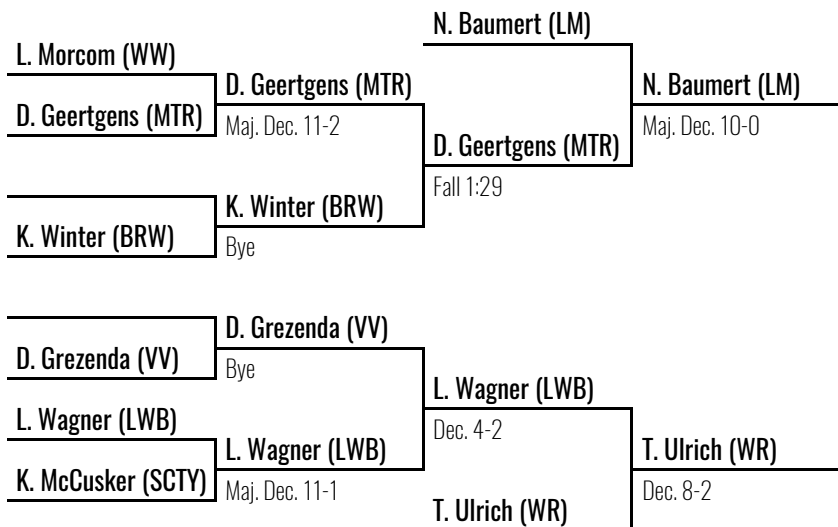 N. Baumert (LM)
L. Morcom (WW)
D. Geertgens (MTR)
N. Baumert (LM)
D. Geertgens (MTR)
Maj. Dec. 11-2
Maj. Dec. 10-0
D. Geertgens (MTR)
Fall 1:29
K. Winter (BRW)
K. Winter (BRW)
Bye
D. Grezenda (VV)
D. Grezenda (VV)
Bye
L. Wagner (LWB)
L. Wagner (LWB)
Dec. 4-2
L. Wagner (LWB)
T. Ulrich (WR)
K. McCusker (SCTY)
Maj. Dec. 11-1
Dec. 8-2
T. Ulrich (WR)